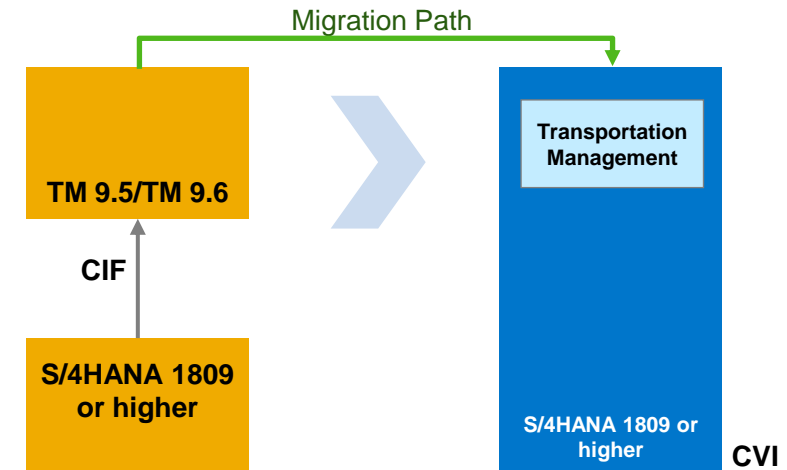 Migration Path
Transportation
Management
TM 9.5/TM 9.6
CIF
S/4HANA 1809
or higher
S/4HANA 1809 or
higher
CVI